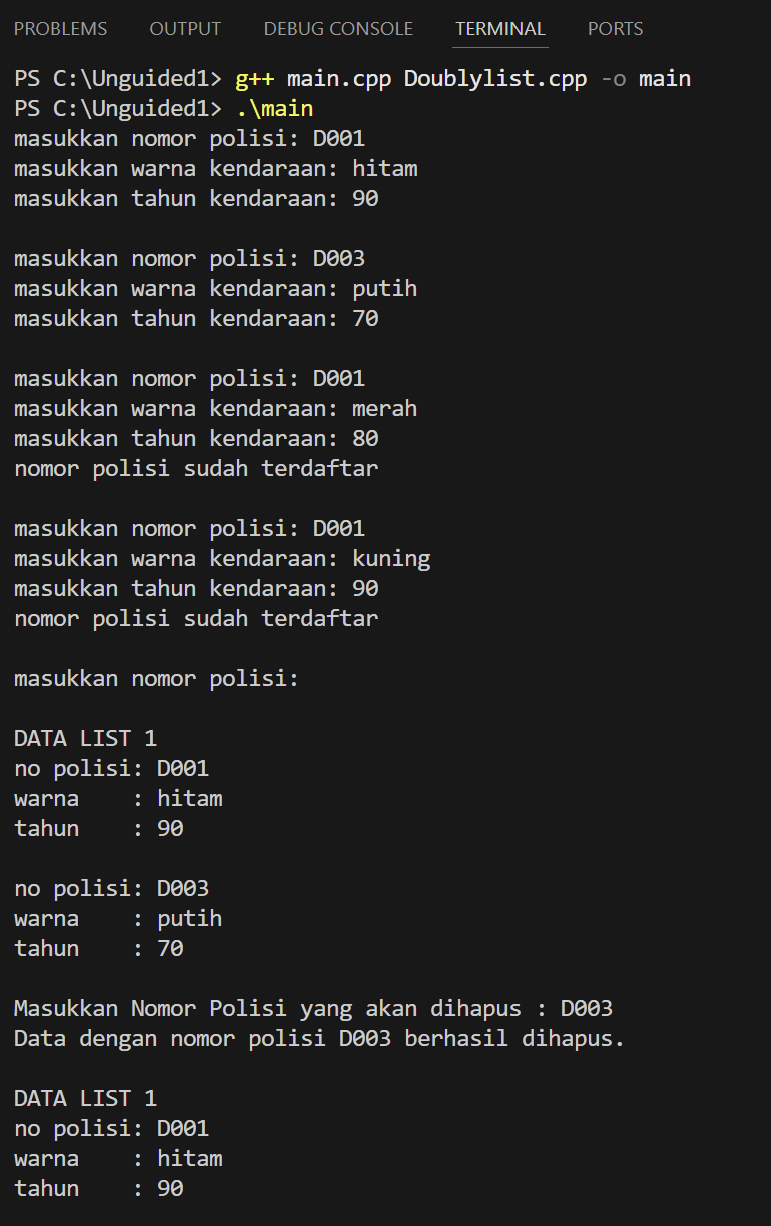 PROBLEMS OUTPUT DEBUG CONSOLE TERMINAL PORTS
PS C:\Unguided1> g++ main.cpp Doublylist.cpp -o main
PS C:\Unguided1> .\main
masukkan nomor polisi: D001
masukkan warna kendaraan: hitam
masukkan tahun kendaraan: 90
masukkan nomor polisi: D003
masukkan warna kendaraan: putih
masukkan tahun kendaraan: 70
masukkan nomor polisi: D001
masukkan warna kendaraan: merah
masukkan tahun kendaraan: 80
nomor polisi sudah terdaftar
masukkan nomor polisi: D001
masukkan warna kendaraan: kuning
masukkan tahun kendaraan: 90
nomor polisi sudah terdaftar
masukkan nomor polisi:
DATA LIST 1
no polisi: D001
warna    : hitam
tahun    : 90
no polisi: D003
warna    : putih
tahun    : 70
Masukkan Nomor Polisi yang akan dihapus : D003
Data dengan nomor polisi D003 berhasil dihapus.
DATA LIST 1
no polisi: D001
warna    : hitam
tahun    : 90